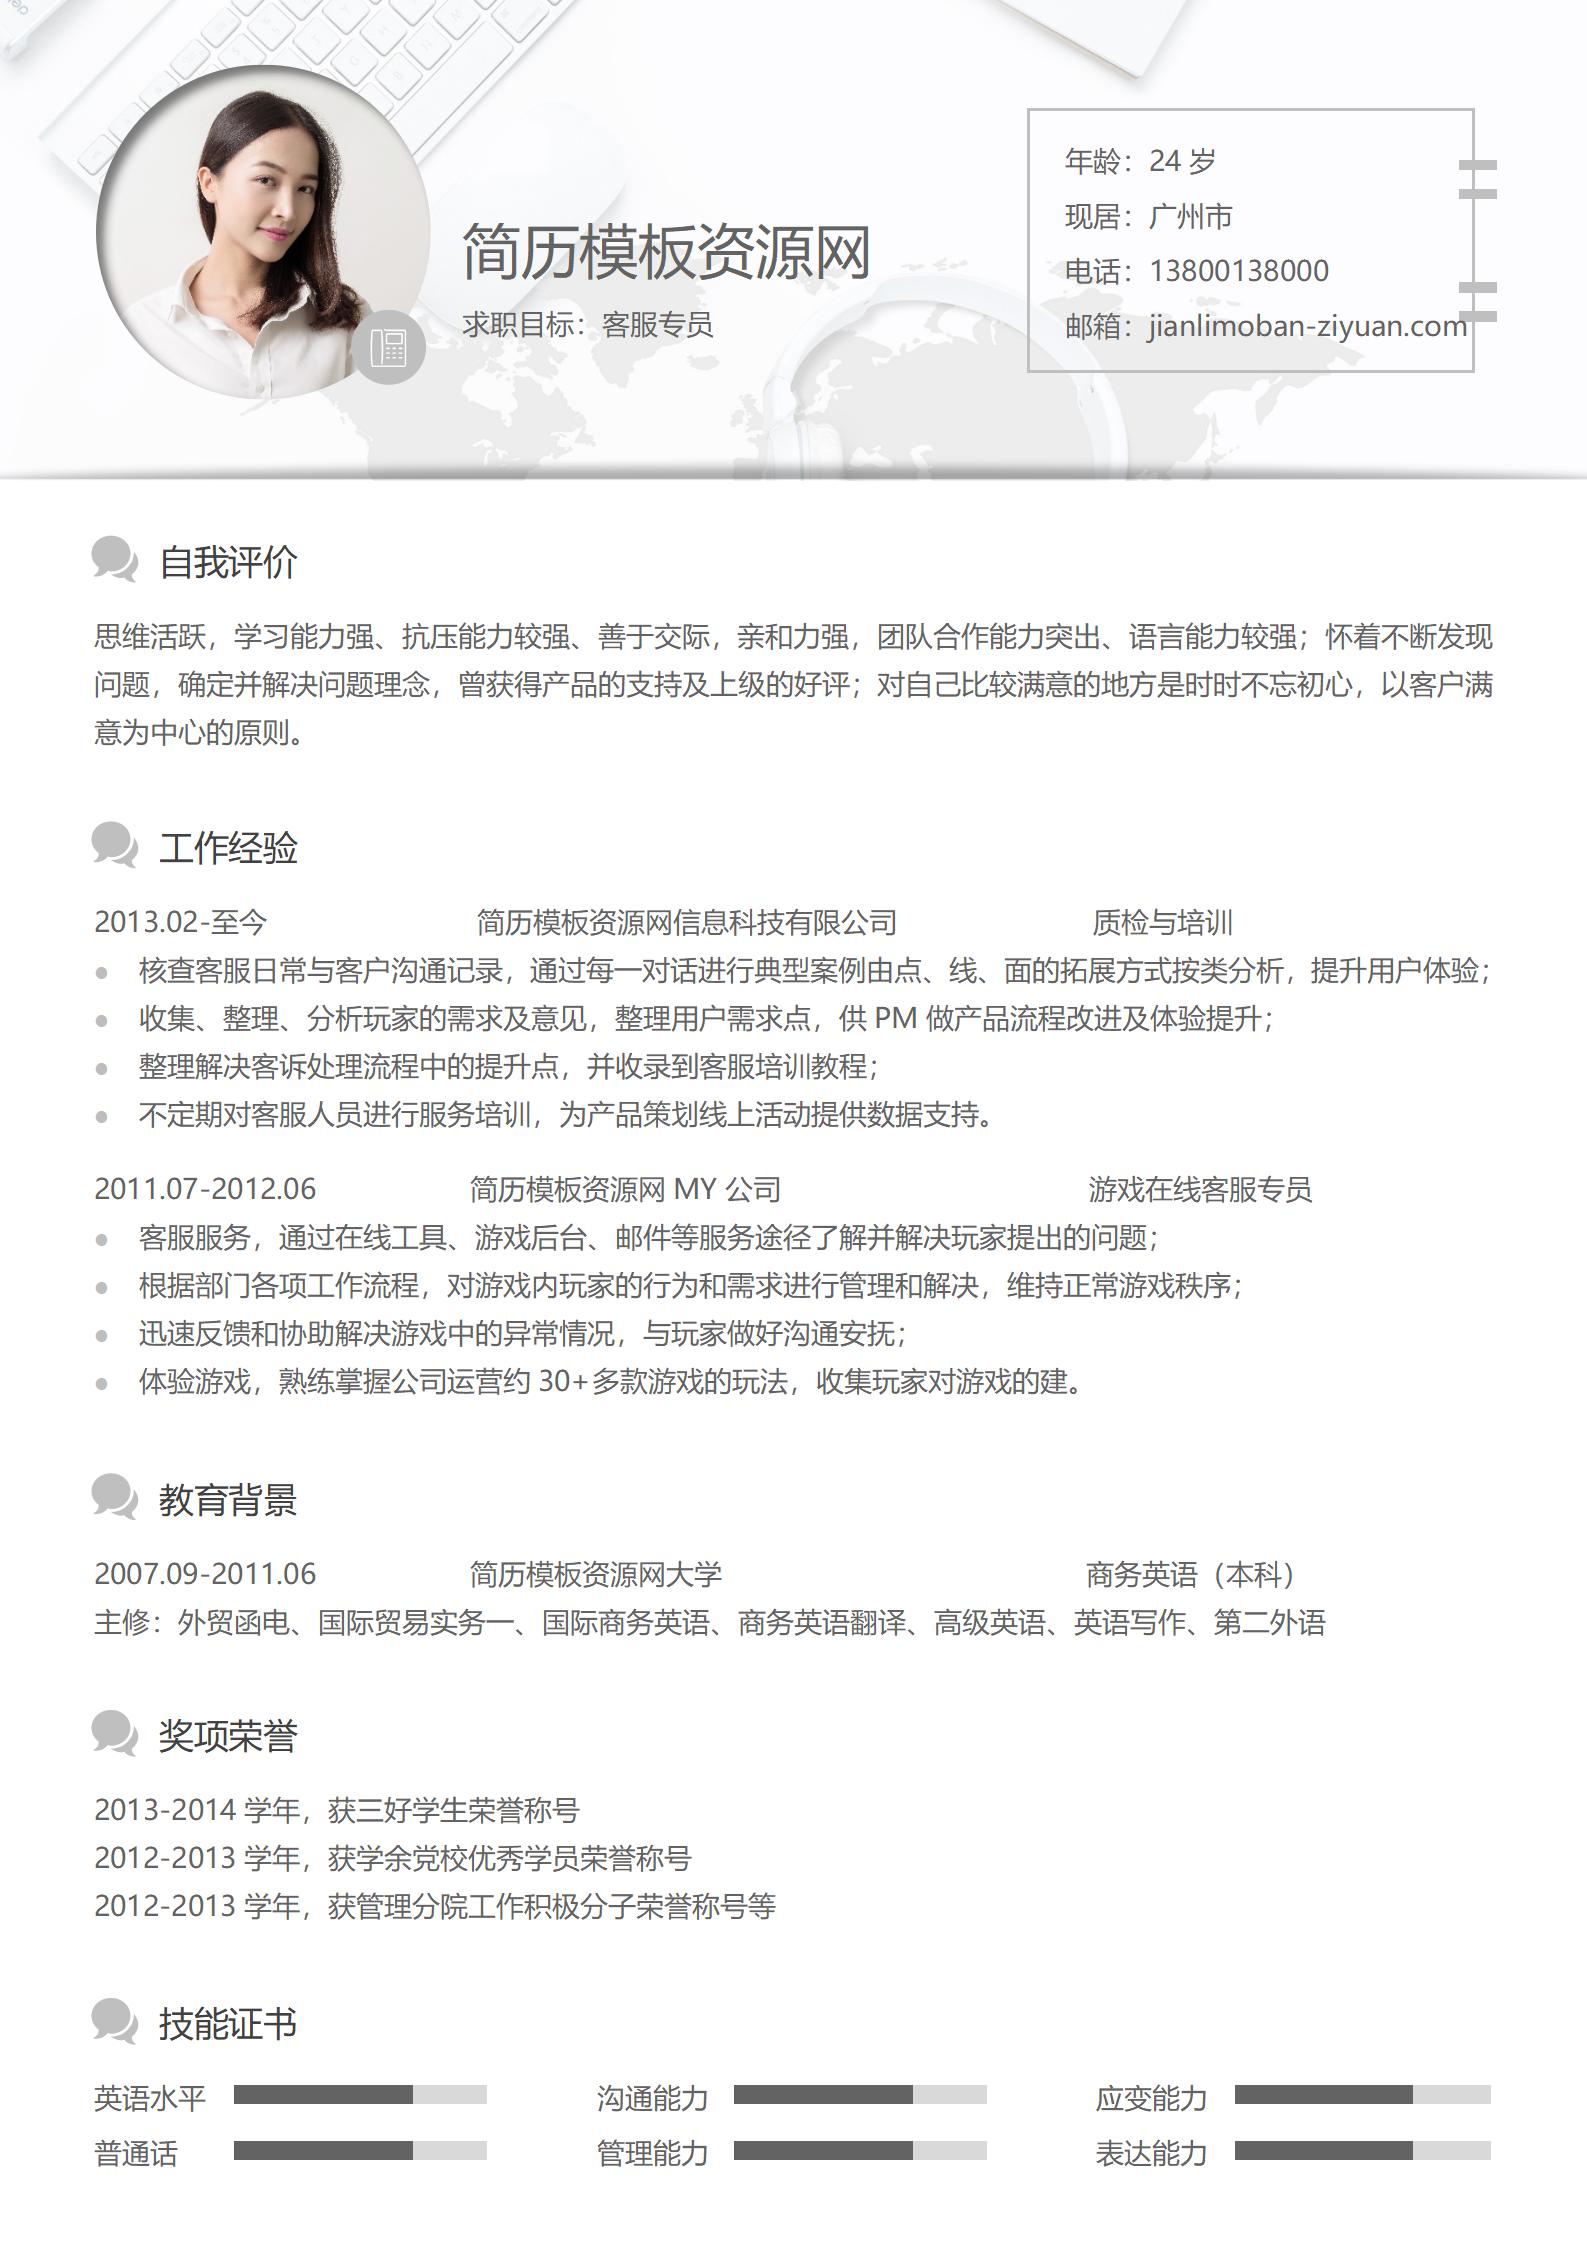 简历模板资源网
求职目标：客服专员
年龄：24 岁
现居：广州市
电话：13800138000
邮箱：jianlimoban-ziyuan.com
自我评价
思维活跃，学习能力强、抗压能力较强、善于交际，亲和力强，团队合作能力突出、语言能力较强；怀着不断发现
问题，确定并解决问题理念，曾获得产品的支持及上级的好评；对自己比较满意的地方是时时不忘初心，以客户满
意为中心的原则。
工作经验
2013.02-至今 简历模板资源网信息科技有限公司 质检与培训
● 核查客服日常与客户沟通记录，通过每一对话进行典型案例由点、线、面的拓展方式按类分析，提升用户体验；
● 收集、整理、分析玩家的需求及意见，整理用户需求点，供 PM 做产品流程改进及体验提升；
● 整理解决客诉处理流程中的提升点，并收录到客服培训教程；
● 不定期对客服人员进行服务培训，为产品策划线上活动提供数据支持。
2011.07-2012.06 简历模板资源网 MY 公司 游戏在线客服专员
● 客服服务，通过在线工具、游戏后台、邮件等服务途径了解并解决玩家提出的问题；
● 根据部门各项工作流程，对游戏内玩家的行为和需求进行管理和解决，维持正常游戏秩序；
● 迅速反馈和协助解决游戏中的异常情况，与玩家做好沟通安抚；
● 体验游戏，熟练掌握公司运营约 30+多款游戏的玩法，收集玩家对游戏的建。
教育背景
2007.09-2011.06 简历模板资源网大学 商务英语（本科）
主修：外贸函电、国际贸易实务一、国际商务英语、商务英语翻译、高级英语、英语写作、第二外语
奖项荣誉
2013-2014 学年，获三好学生荣誉称号
2012-2013 学年，获学余党校优秀学员荣誉称号
2012-2013 学年，获管理分院工作积极分子荣誉称号等
技能证书
英语水平 沟通能力 应变能力
普通话 管理能力 表达能力